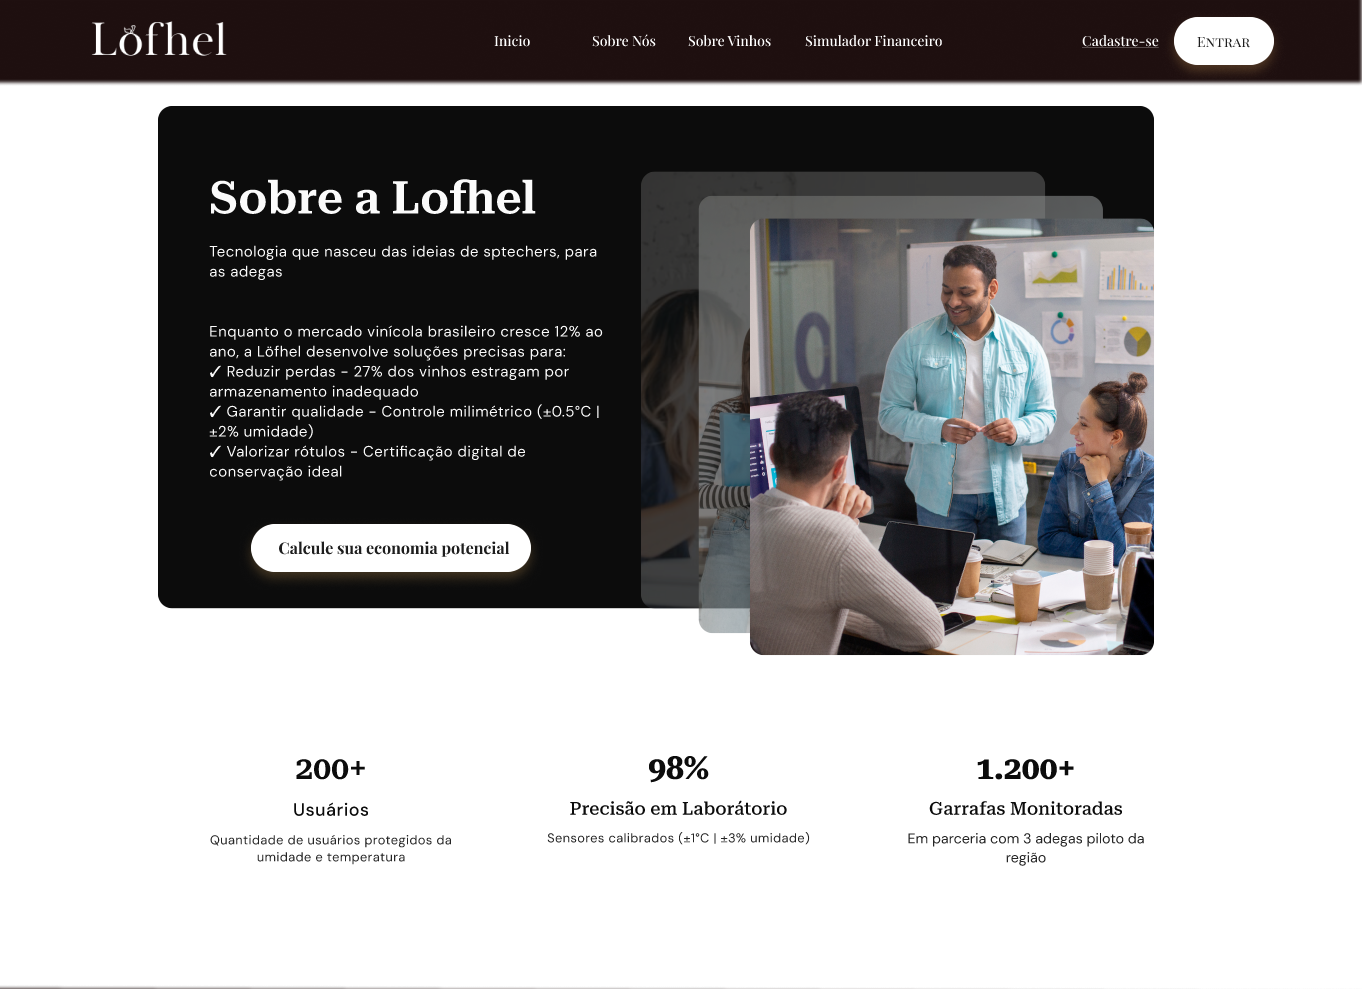 Löfhel
Inicio
Sobre Nós
Sobre Vinhos
Simulador Financeiro
Cadastre-se
Entrar
Sobre a Lofhel
Tecnologia que nasceu das ideias de sptechers, para
as adegas
Enquanto o mercado vinícola brasileiro cresce 12% ao
ano, a Löfhel desenvolve soluções precisas para:
✓ Reduzir perdas - 27% dos vinhos estragam por
armazenamento inadequado
✓ Garantir qualidade - Controle milimétrico (±0.5°C |
±2% umidade)
✓ Valorizar rótulos - Certificação digital de
conservação ideal
Calcule sua economia potencial
200+
Usuários
Quantidade de usuários protegidos da
umidade e temperatura
98%
Precisão em Laborátorio
Sensores calibrados (±1°C | ±3% umidade)
1.200+
Garrafas Monitoradas
Em parceria com 3 adegas piloto da
região